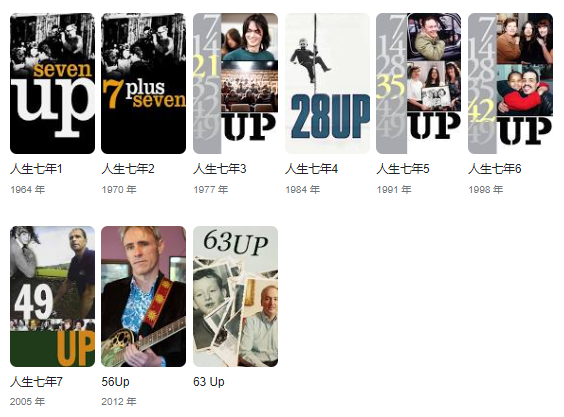 seven
up
7 plus
seven
7
14
21
28
35
42
49
UP
28UP
7
14
28
35
42
49
UP
7
14
28
35
42
49
UP
人生七年1
人生七年2
人生七年3
人生七年4
人生七年5
人生七年6
1964 年
1970 年
1977 年
1984 年
1991 年
1998 年
49
UP
63UP
人生七年7
56Up
63 Up
2005 年
2012 年